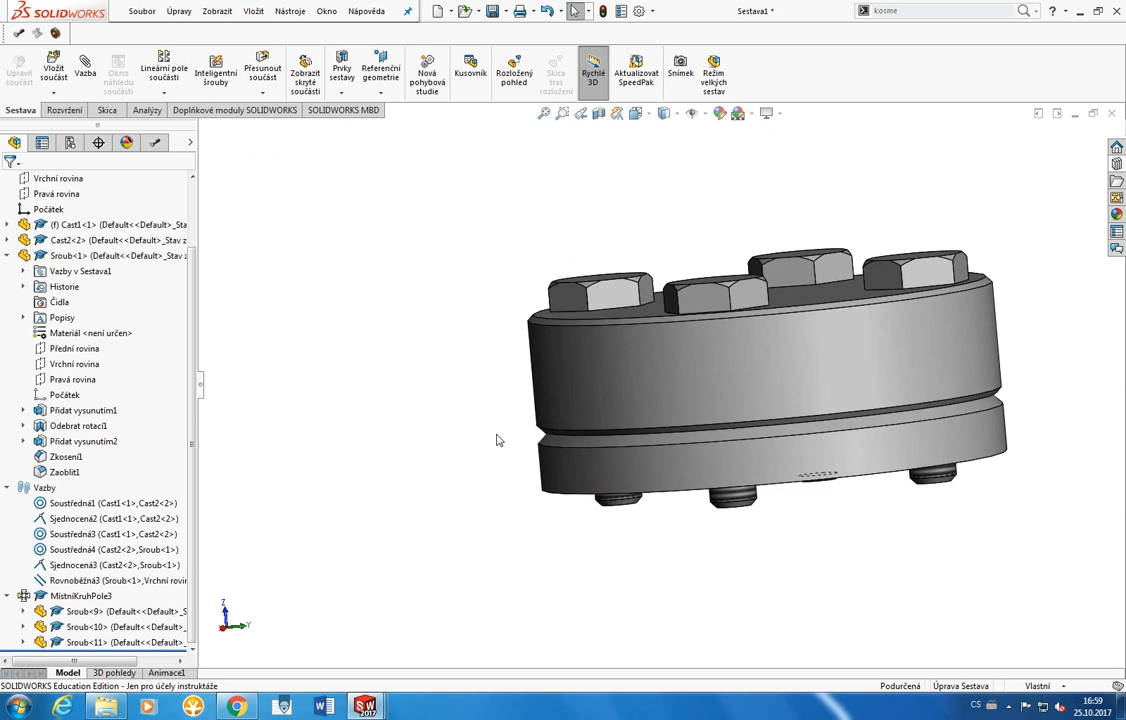 SOLIDWORKS
Soubor Úpravy Zobrazit Vložit Nástroje Okno Nápověda
Sestava1 *
kosme
Upravit součást
Vložit součást
Vazba
Okno náhledu součásti
Lineární pole součásti
Inteligentní šrouby
Přesunout součást
Zobrazit skryté součásti
Prvky sestavy
Referenční geometrie
Nová pohybová studie
Kusovník
Rozložený pohled
Skica tras rozložení
Rychlé 3D
Aktualizovat SpeedPak
Snímek
Režim velkých sestav
Sestava Rozvržení Skica Analýzy Doplňkové moduly SOLIDWORKS SOLIDWORKS MBD
Vrchní rovina
Pravá rovina
Počátek
(f) Cast1<1> (Default<<Default>_Stav
Cast2<2> (Default<<Default>_Stav z
Sroub<1> (Default<<Default>_Stav z
Vazby v Sestava1
Historie
Čidla
Popisy
Materiál <není určen>
Přední rovina
Vrchní rovina
Pravá rovina
Počátek
Přidat vysunutím1
Odebrat rotací1
Přidat vysunutím2
Zkosení1
Zaoblit1
Vazby
Soustředná1 (Cast1<1>,Cast2<2>)
Sjednocená2 (Cast1<1>,Cast2<2>)
Soustředná3 (Cast1<1>,Cast2<2>)
Soustředná4 (Cast2<2>,Sroub<1>)
Sjednocená3 (Cast2<2>,Sroub<1>)
Rovnoběžná3 (Sroub<1>,Vrchní rovir
MístníKruhPole3
Sroub<9> (Default<<Default>_S
Sroub<10> (Default<<Default>_
Sroub<11> (Default<<Default>_
Z
Y
Model 3D pohledy Animace1
SOLIDWORKS Education Edition - Jen pro účely instruktáže
Podurčená Úprava Sestava Vlastní
SW 2017
CS
16:59
25.10.2017